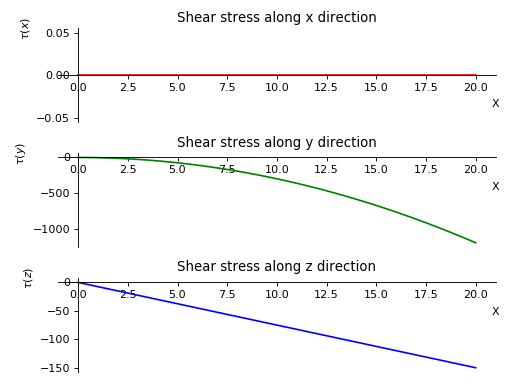 Shear stress along x direction
τ(x)
0.05
0.00
−0.05
0.0 2.5 5.0 7.5 10.0 12.5 15.0 17.5 20.0
X
Shear stress along y direction
τ(y)
0
−500
−1000
0.0 2.5 5.0 7.5 10.0 12.5 15.0 17.5 20.0
X
Shear stress along z direction
τ(z)
0
−50
−100
−150
0.0 2.5 5.0 7.5 10.0 12.5 15.0 17.5 20.0
X